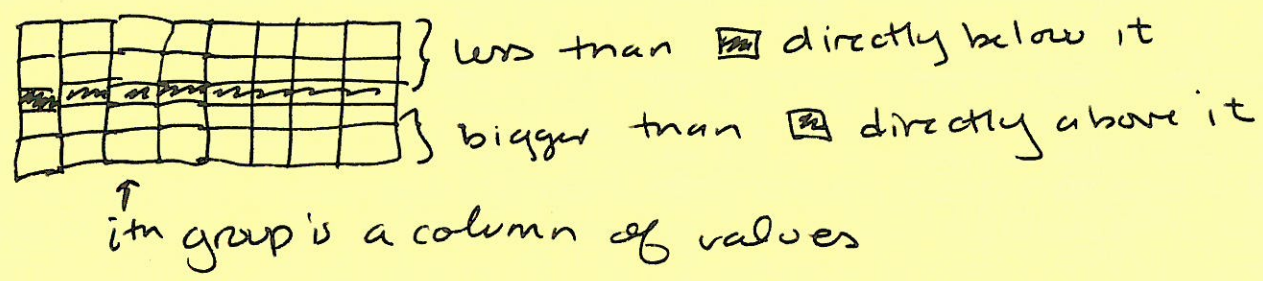 less than directly below it
bigger than directly above it
ith group is a column of values